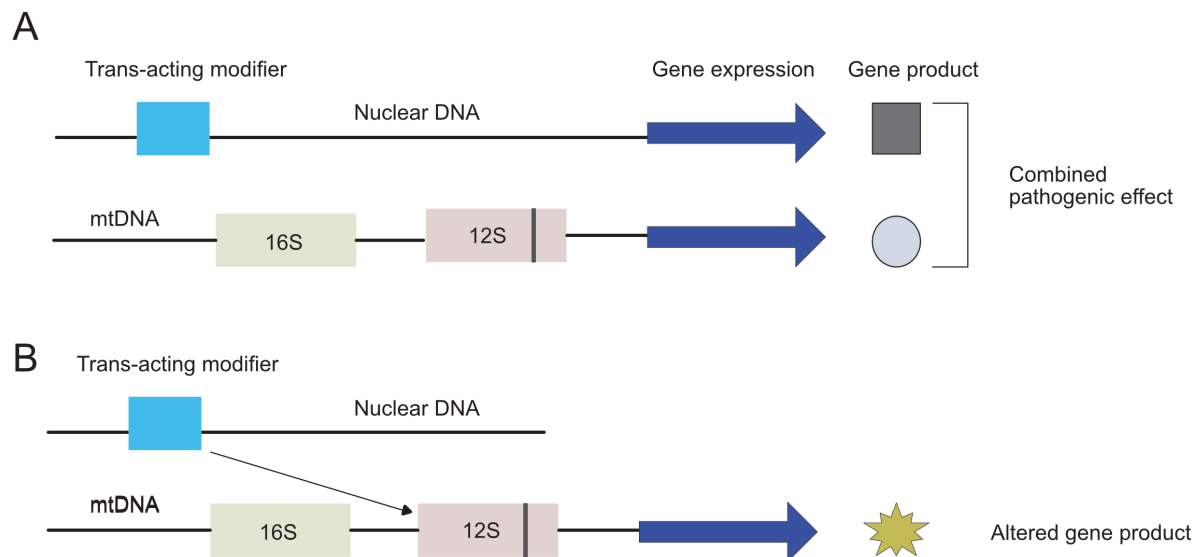 A
Trans-acting modifier
Gene expression
Gene product
Nuclear DNA
Combined
pathogenic effect
mtDNA
16S
12S
B
Trans-acting modifier
Nuclear DNA
mtDNA
16S
12S
Altered gene product